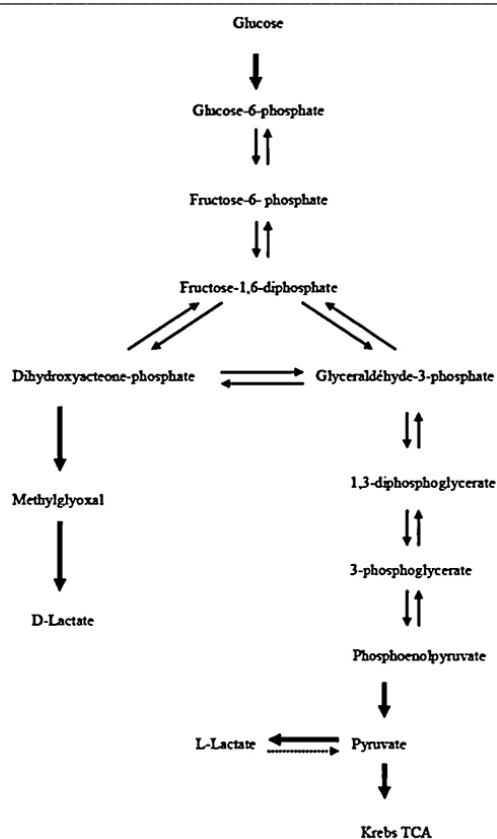 Glucose
Glucose-6-phosphate
Fructose-6- phosphate
Fructose-1,6-diphosphate
Dihydroxyacteone-phosphate
Glyceraldéhyde-3-phosphate
Methylglyoxal
1,3-diphosphoglycerate
3-phosphoglycerate
D-Lactate
Phosphoenolpyruvate
L-Lactate
Pyruvate
Krebs TCA